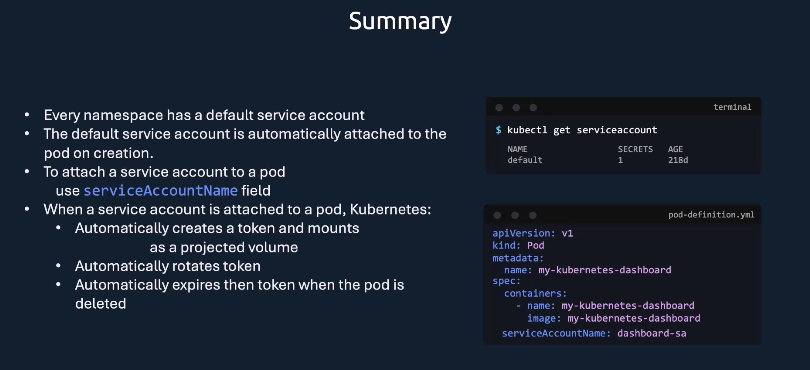 Summary
• Every namespace has a default service account
• The default service account is automatically attached to the
pod on creation.
• To attach a service account to a pod
use serviceAccountName field
• When a service account is attached to a pod, Kubernetes:
• Automatically creates a token and mounts
as a projected volume
• Automatically rotates token
• Automatically expires then token when the pod is
deleted
terminal
$ kubectl get serviceaccount
NAME SECRETS AGE
default 1 218d
pod-definition.yml
apiVersion: v1
kind: Pod
metadata:
name: my-kubernetes-dashboard
spec:
containers:
- name: my-kubernetes-dashboard
image: my-kubernetes-dashboard
serviceAccountName: dashboard-sa